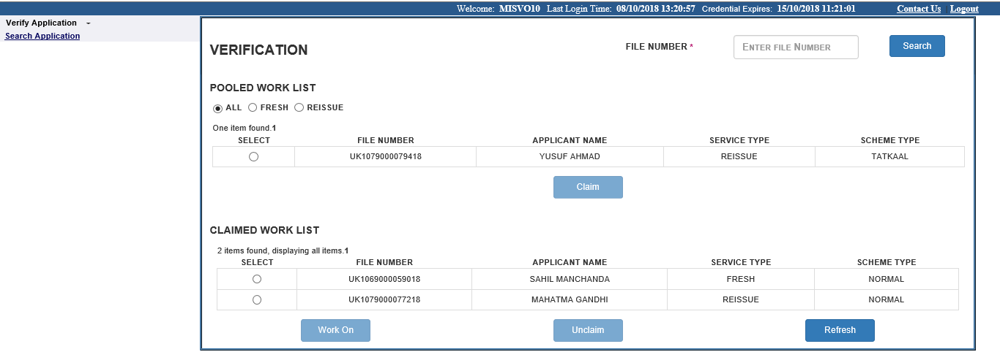 Welcome: MISVO10 Last Login Time: 08/10/2018 13:20:57 Credential Expires: 15/10/2018 11:21:01 Contact Us | Logout
Verify Application
Search Application
VERIFICATION FILE NUMBER * ENTER FILE NUMBER Search
POOLED WORK LIST
ALL FRESH REISSUE
One item found.1
SELECT FILE NUMBER APPLICANT NAME SERVICE TYPE SCHEME TYPE
UK1079000079418 YUSUF AHMAD REISSUE TATKAAL
Claim
CLAIMED WORK LIST
2 items found, displaying all items.1
SELECT FILE NUMBER APPLICANT NAME SERVICE TYPE SCHEME TYPE
UK1069000059018 SAHIL MANCHANDA FRESH NORMAL
UK1079000077218 MAHATMA GANDHI REISSUE NORMAL
Work On Unclaim Refresh